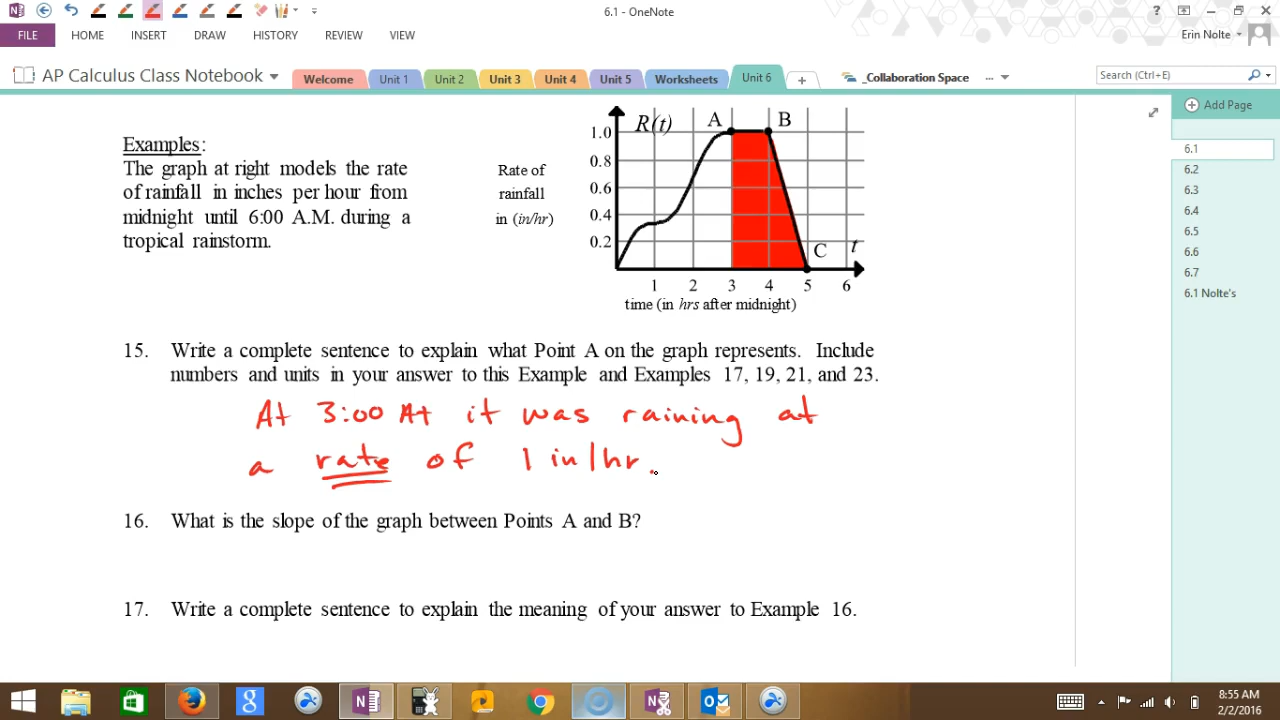 6.1 - OneNote
?
FILE
HOME
INSERT
DRAW
HISTORY
REVIEW
VIEW
Erin Nolte
AP Calculus Class Notebook
Welcome
Unit 1
Unit 2
Unit 3
Unit 4
Unit 5
Worksheets
Unit 6
+
_Collaboration Space
...
Search (Ctrl+E)
Add Page
6.1
6.2
6.3
6.4
6.5
6.6
6.7
6.1 Nolte's
Examples:
The graph at right models the rate
of rainfall in inches per hour from
midnight until 6:00 A.M. during a
tropical rainstorm.
Rate of
rainfall
in (in/hr)
R(t)
A
B
C
t
1.0
0.8
0.6
0.4
0.2
1 2 3 4 5 6
time (in hrs after midnight)
15. Write a complete sentence to explain what Point A on the graph represents. Include
numbers and units in your answer to this Example and Examples 17, 19, 21, and 23.
At 3:00 At it was raining at
a rate of 1 in/hr.
16. What is the slope of the graph between Points A and B?
17. Write a complete sentence to explain the meaning of your answer to Example 16.
8:55 AM
2/2/2016